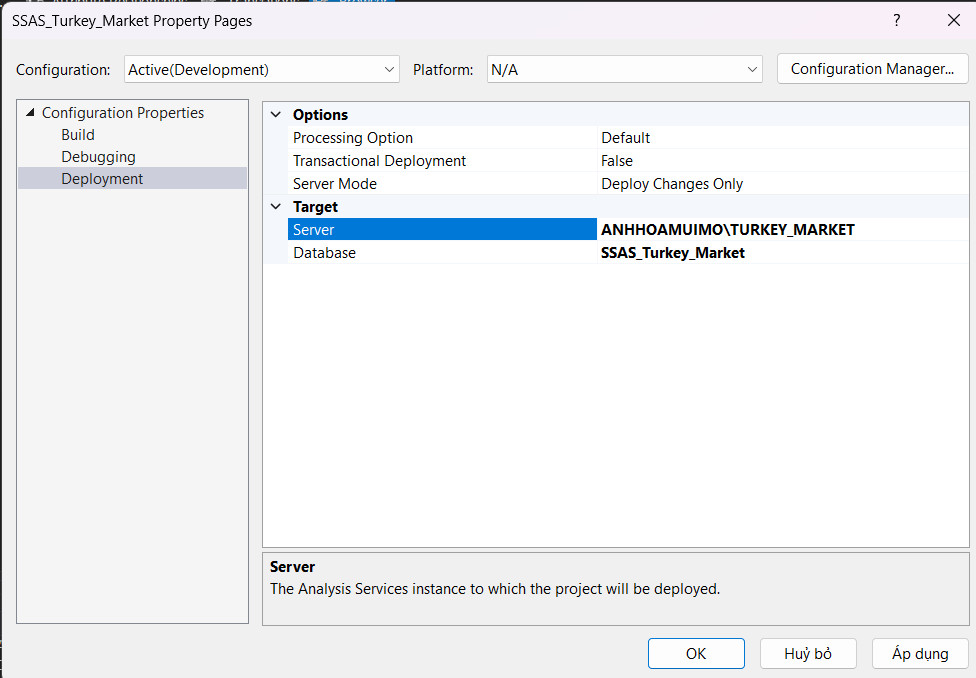 SSAS_Turkey_Market Property Pages
?
Configuration: Active(Development) Platform: N/A Configuration Manager...
Configuration Properties
Build
Debugging
Deployment
Options
Processing Option Default
Transactional Deployment False
Server Mode Deploy Changes Only
Target
Server ANHHOAMUIMO\TURKEY_MARKET
Database SSAS_Turkey_Market
Server
The Analysis Services instance to which the project will be deployed.
OK Huỷ bỏ Áp dụng